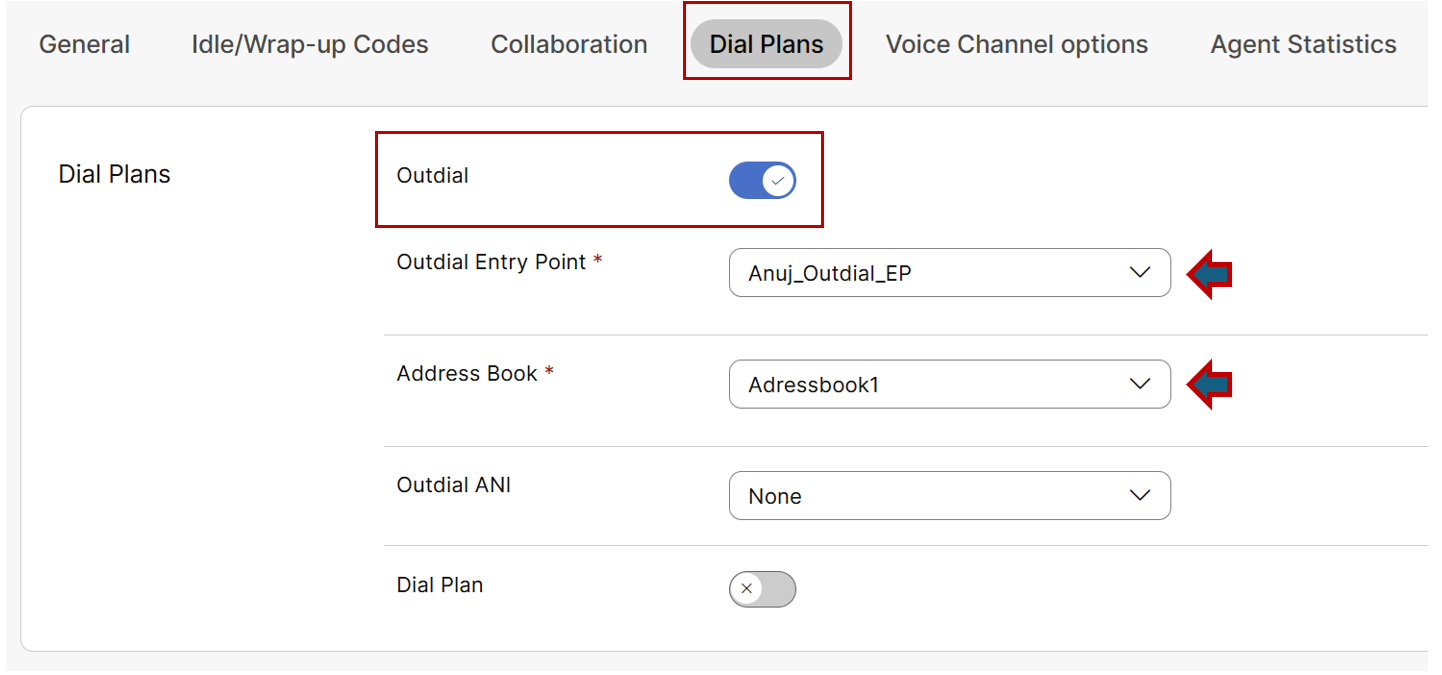 General Idle/Wrap-up Codes Collaboration Dial Plans Voice Channel options Agent Statistics
Dial Plans
Outdial
Outdial Entry Point *
Anuj_Outdial_EP
Address Book *
Adressbook1
Outdial ANI
None
Dial Plan